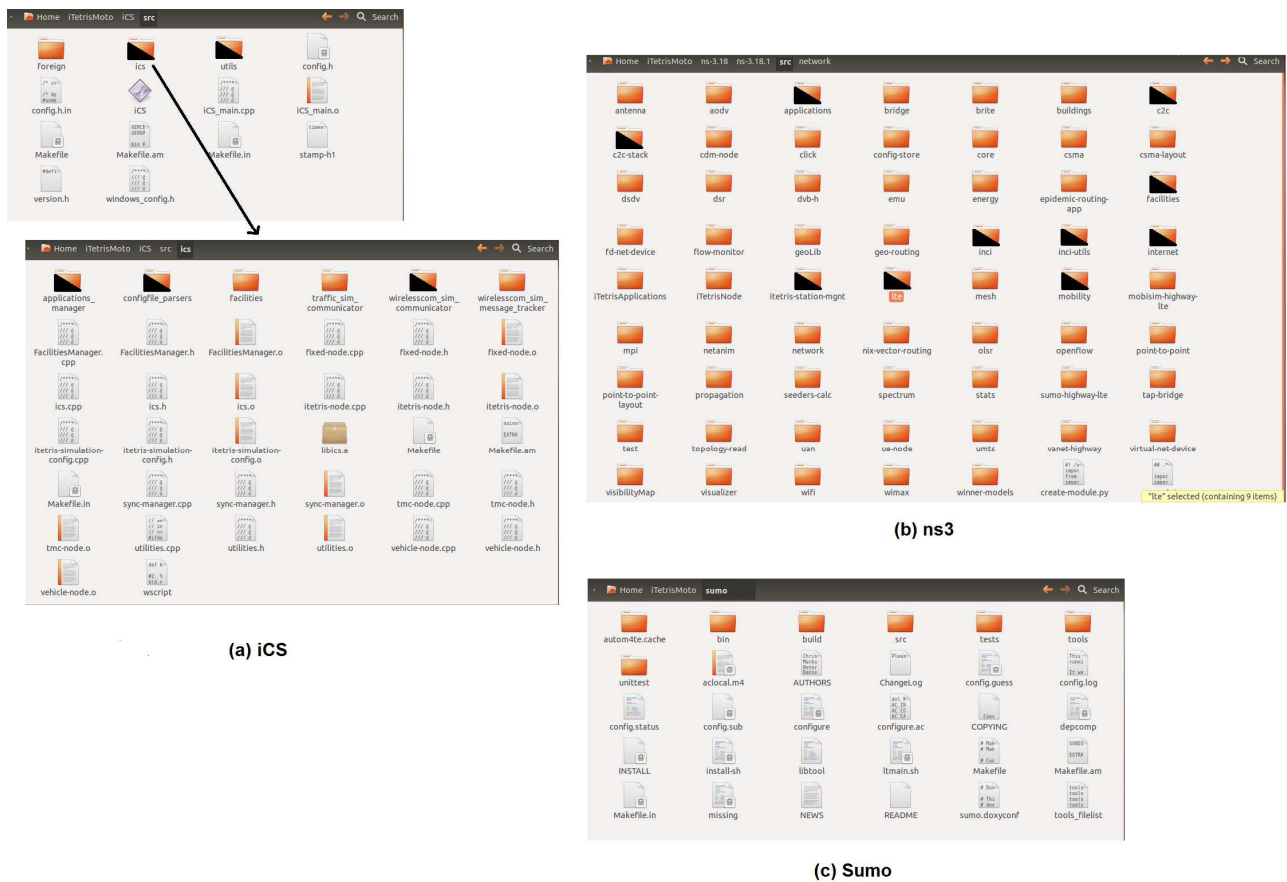 Home iTetrisMoto iCS src Search
foreign ics utils config.h
config.h.in iCS iCS_main.cpp iCS_main.o
Makefile Makefile.am Makefile.in stamp-h1
version.h windows_config.h
Home iTetrisMoto iCS src ics Search
applications_ configfile_parsers facilities traffic_sim_ wirelesscom_sim_ wirelesscom_sim_
manager communicator communicator message_tracker
FacilitiesManager. FacilitiesManager.h FacilitiesManager.o fixed-node.cpp fixed-node.h fixed-node.o
cpp
ics.cpp ics.h ics.o itetris-node.cpp itetris-node.h itetris-node.o
itetris-simulation- itetris-simulation- itetris-simulation- libics.a Makefile Makefile.am
config.cpp config.h config.o
Makefile.in sync-manager.cpp sync-manager.h sync-manager.o tmc-node.cpp tmc-node.h
tmc-node.o utilities.cpp utilities.h utilities.o vehicle-node.cpp vehicle-node.h
vehicle-node.o wscript
(a) iCS
Home iTetrisMoto ns-3.18 ns-3.18.1 src network Search
antenna aodv applications bridge brite buildings c2c
c2c-stack cdm-node click config-store core csma csma-layout
dsdv dsr dvb-h emu energy epidemic-routing- facilities
app
fd-net-device flow-monitor geoLib geo-routing inci inci-utils internet
iTetrisApplications iTetrisNode itetris-station-mgnt lte mesh mobility mobisim-highway-
lte
mpi netanim network nix-vector-routing olsr openflow point-to-point
point-to-point- propagation seeders-calc spectrum stats sumo-highway-lte tap-bridge
layout
test topology-read uan ue-node umts vanet-highway virtual-net-device
visibilityMap visualizer wifi wimax winner-models create-module.py
"lte" selected (containing 9 items)
(b) ns3
Home iTetrisMoto sumo Search
autom4te.cache bin build src tests tools
unittest aclocal.m4 AUTHORS ChangeLog config.guess config.log
config.status config.sub configure configure.ac COPYING depcomp
INSTALL install-sh libtool ltmain.sh Makefile Makefile.am
Makefile.in missing NEWS README sumo.doxyconf tools_filelist
(c) Sumo